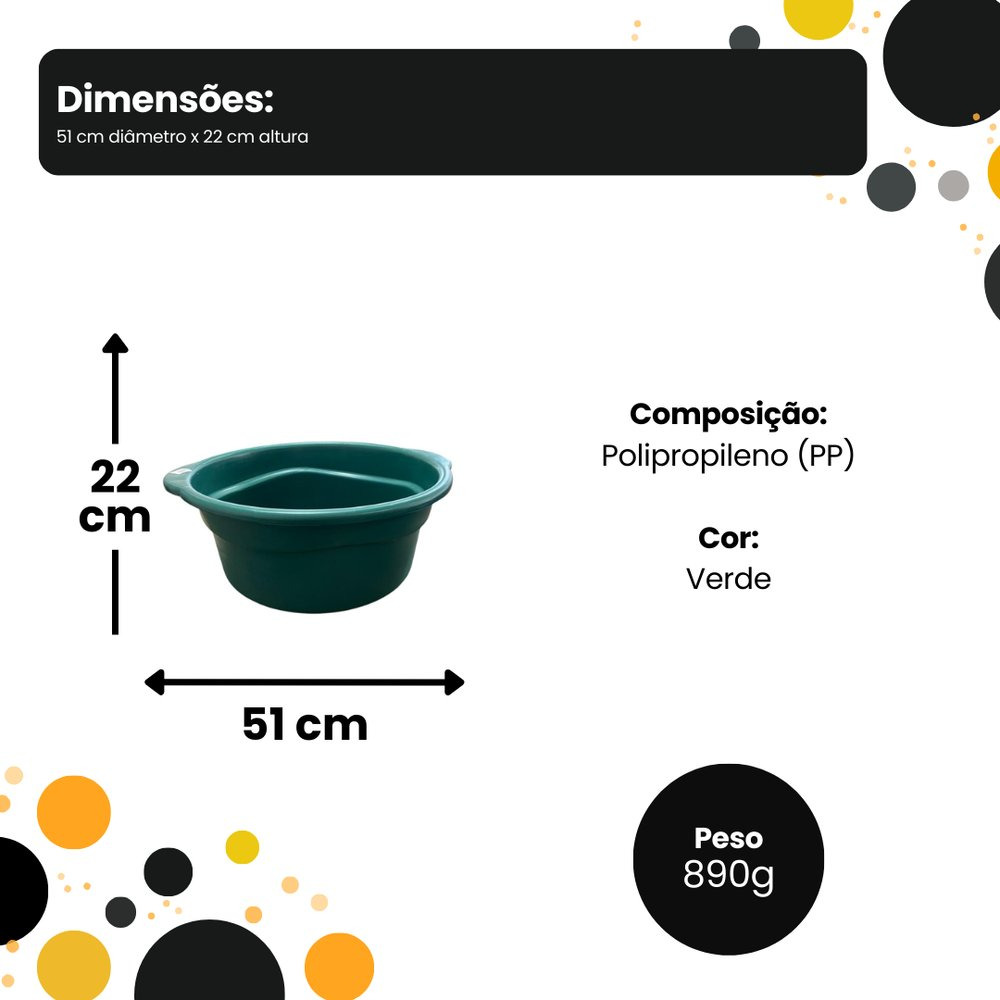 Dimensões:
51 cm diâmetro x 22 cm altura
22
cm
51 cm
Composição:
Polipropileno (PP)
Cor:
Verde
Peso
890g